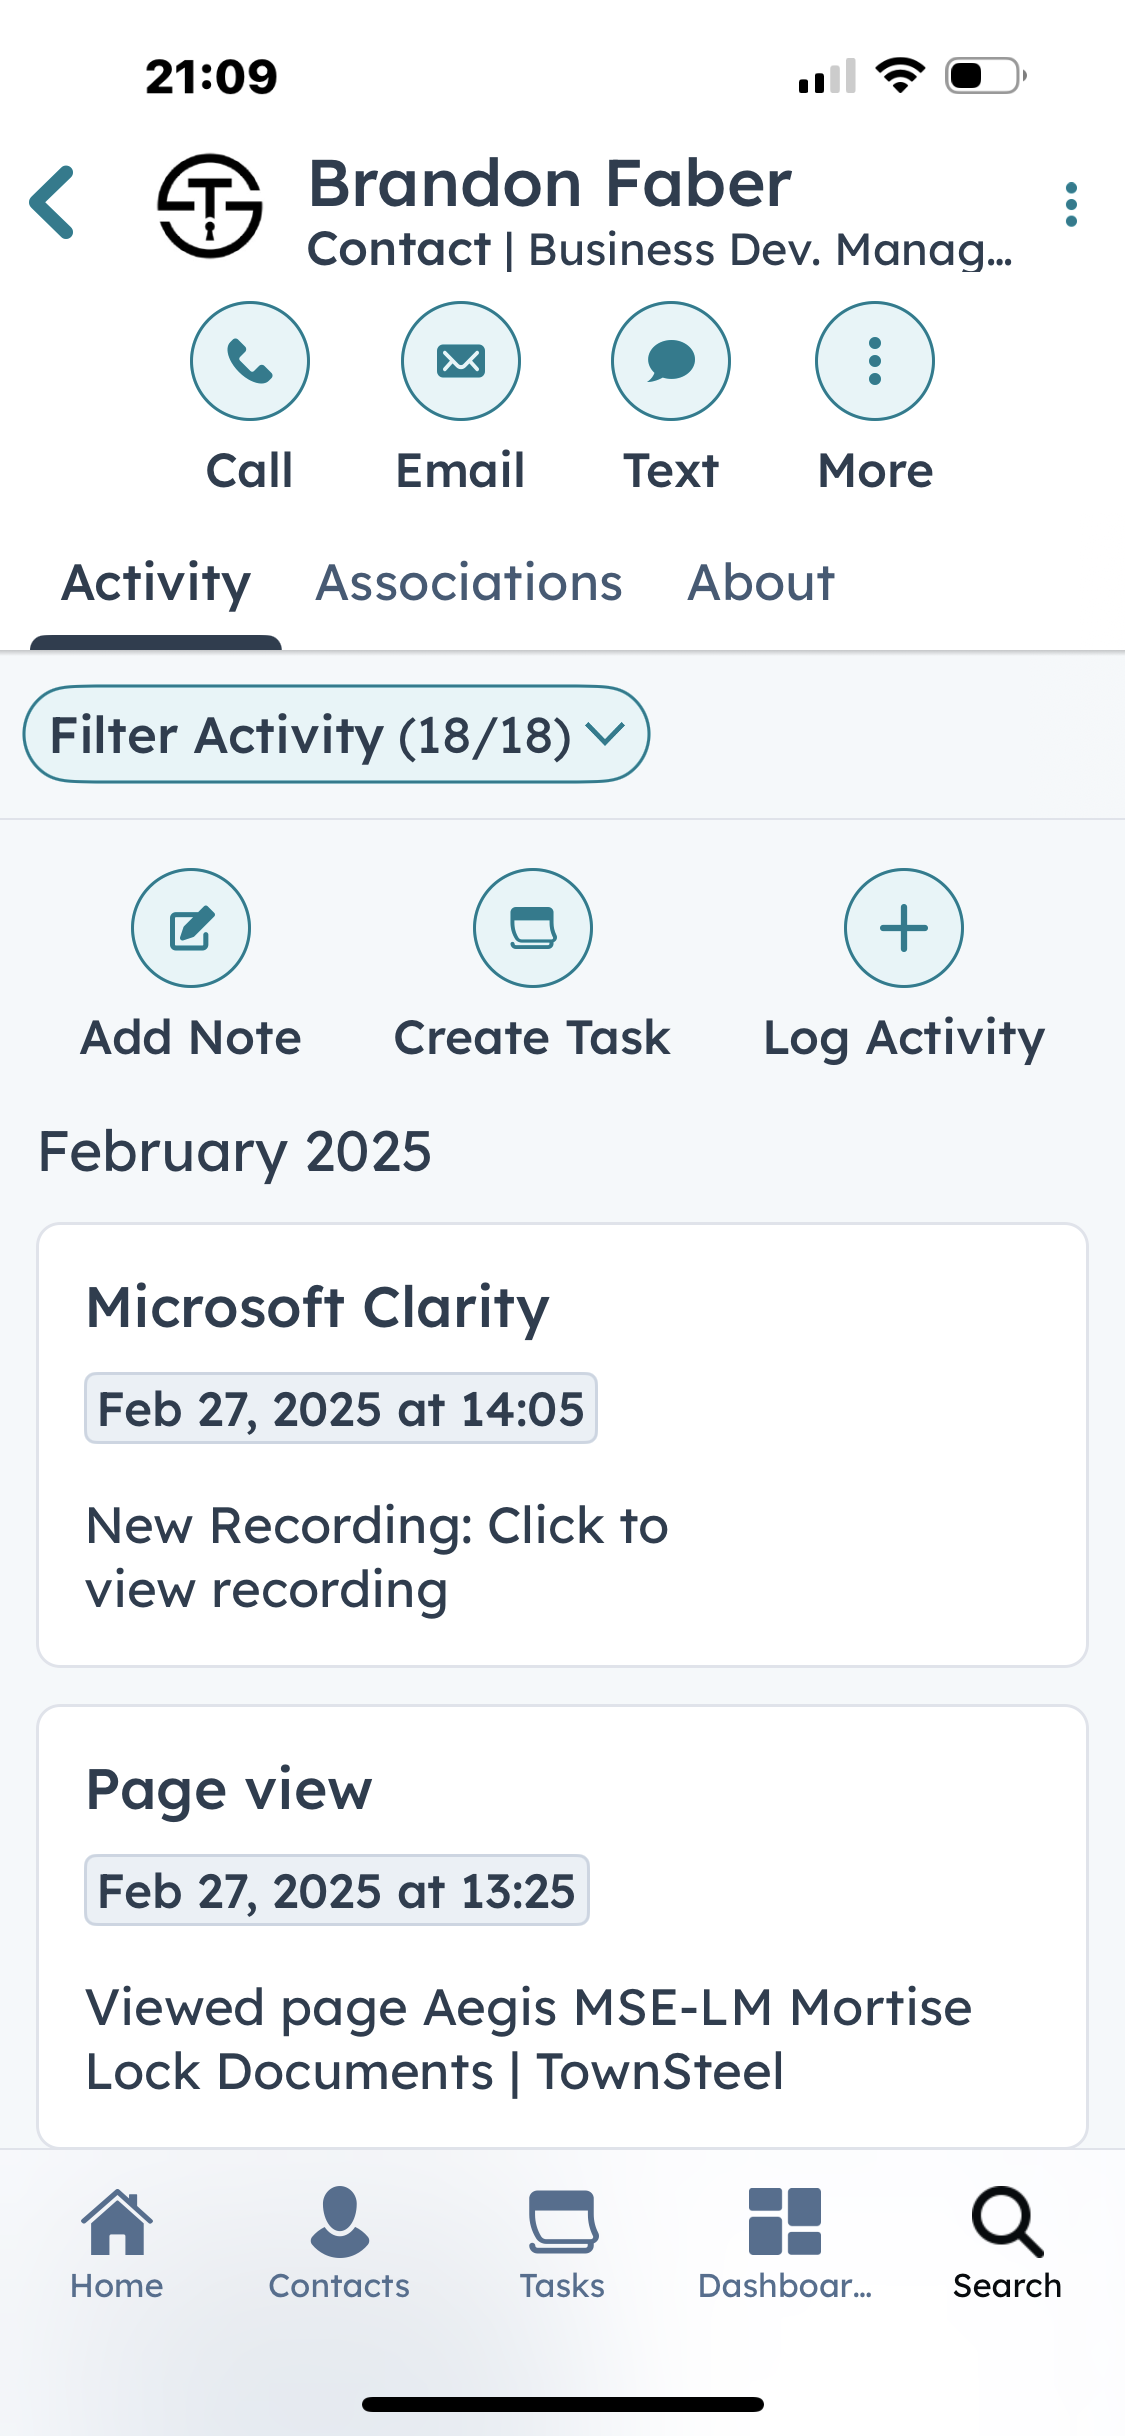 21:09
Brandon Faber
Contact | Business Dev. Manag...
Call
Email
Text
More
Activity
Associations
About
Filter Activity (18/18)
Add Note
Create Task
Log Activity
February 2025
Microsoft Clarity
Feb 27, 2025 at 14:05
New Recording: Click to
view recording
Page view
Feb 27, 2025 at 13:25
Viewed page Aegis MSE-LM Mortise
Lock Documents | TownSteel
Home
Contacts
Tasks
Dashboar...
Search